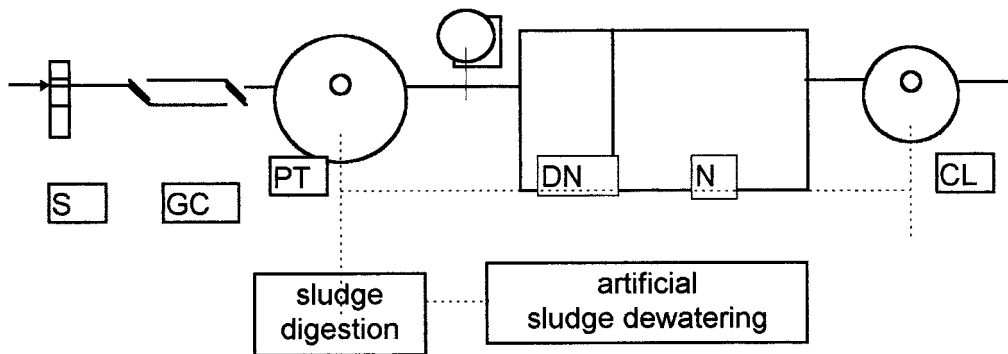 PT
DN
N
CL
S
GC
sludge
digestion
artificial
sludge dewatering